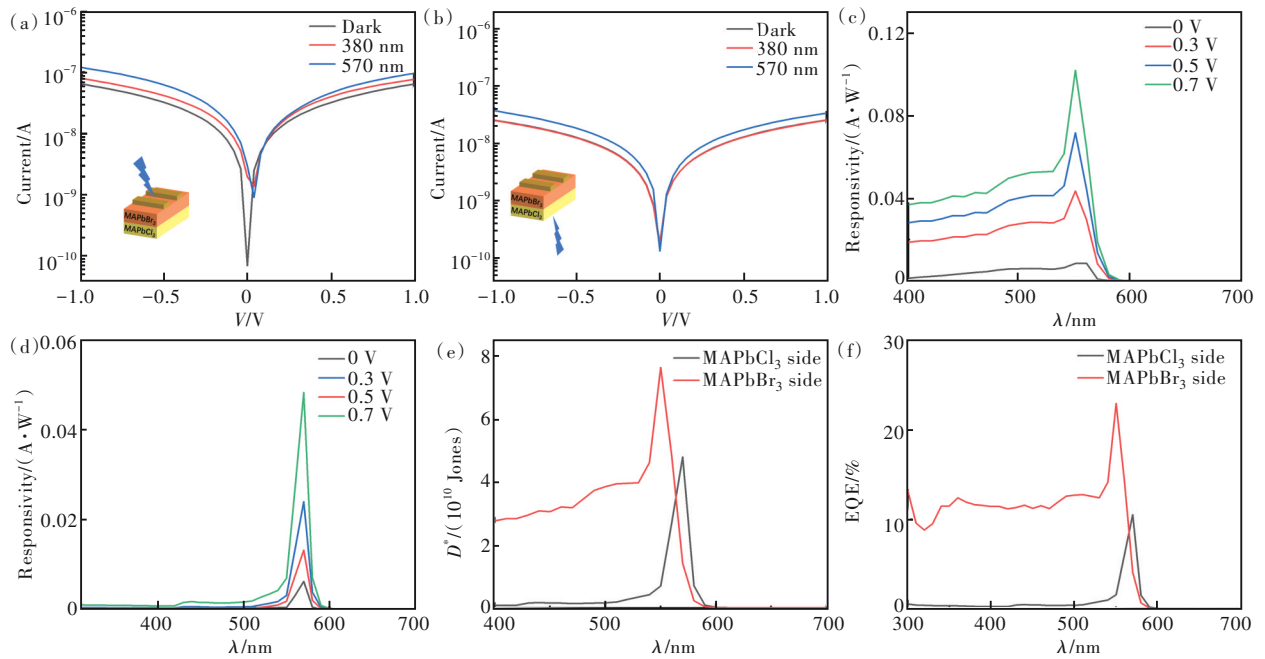 (a)
10⁻⁶
10⁻⁷
10⁻⁸
10⁻⁹
10⁻¹⁰
Current/A
Dark
380 nm
570 nm
MAPbBr₃
MAPbCl₃
−1.0 −0.5 0 0.5 1.0
V/V
(b)
10⁻⁶
10⁻⁷
10⁻⁸
10⁻⁹
10⁻¹⁰
Current/A
Dark
380 nm
570 nm
MAPbBr₃
MAPbCl₃
−1.0 −0.5 0 0.5 1.0
V/V
(c)
0.12
0.08
0.04
0
Responsivity/(A·W⁻¹)
0 V
0.3 V
0.5 V
0.7 V
400 500 600 700
λ/nm
(d)
0.06
0.04
0.02
0
Responsivity/(A·W⁻¹)
0 V
0.3 V
0.5 V
0.7 V
400 500 600 700
λ/nm
(e)
8
6
4
2
0
D*/(10¹⁰ Jones)
MAPbCl₃ side
MAPbBr₃ side
400 500 600 700
λ/nm
(f)
30
20
10
0
EQE/%
MAPbCl₃ side
MAPbBr₃ side
300 400 500 600 700
λ/nm